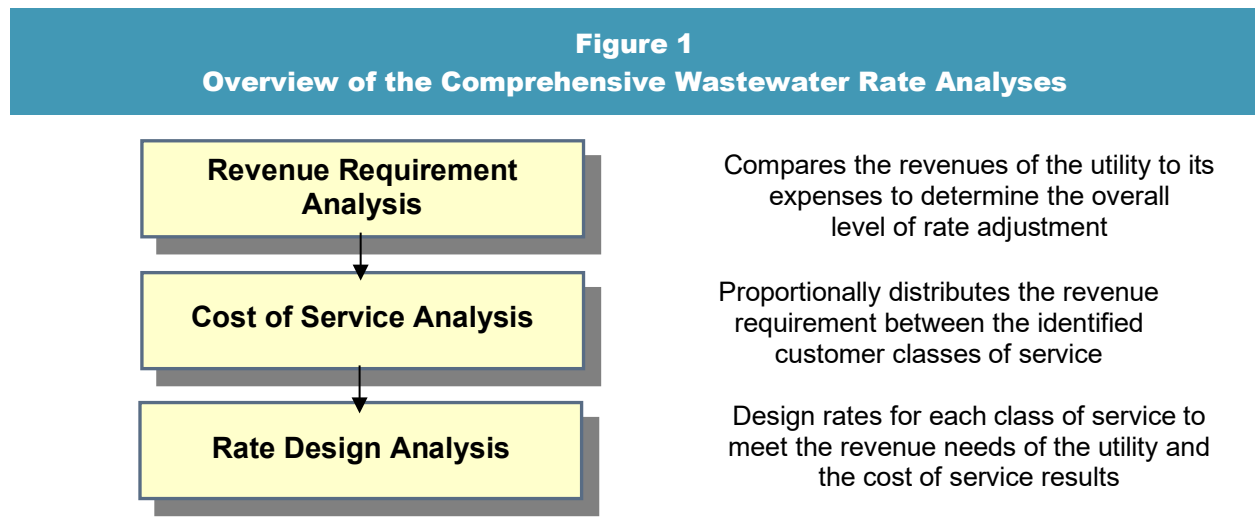 Figure 1
Overview of the Comprehensive Wastewater Rate Analyses
Revenue Requirement
Analysis
Compares the revenues of the utility to its
expenses to determine the overall
level of rate adjustment
Cost of Service Analysis
Proportionally distributes the revenue
requirement between the identified
customer classes of service
Rate Design Analysis
Design rates for each class of service to
meet the revenue needs of the utility and
the cost of service results